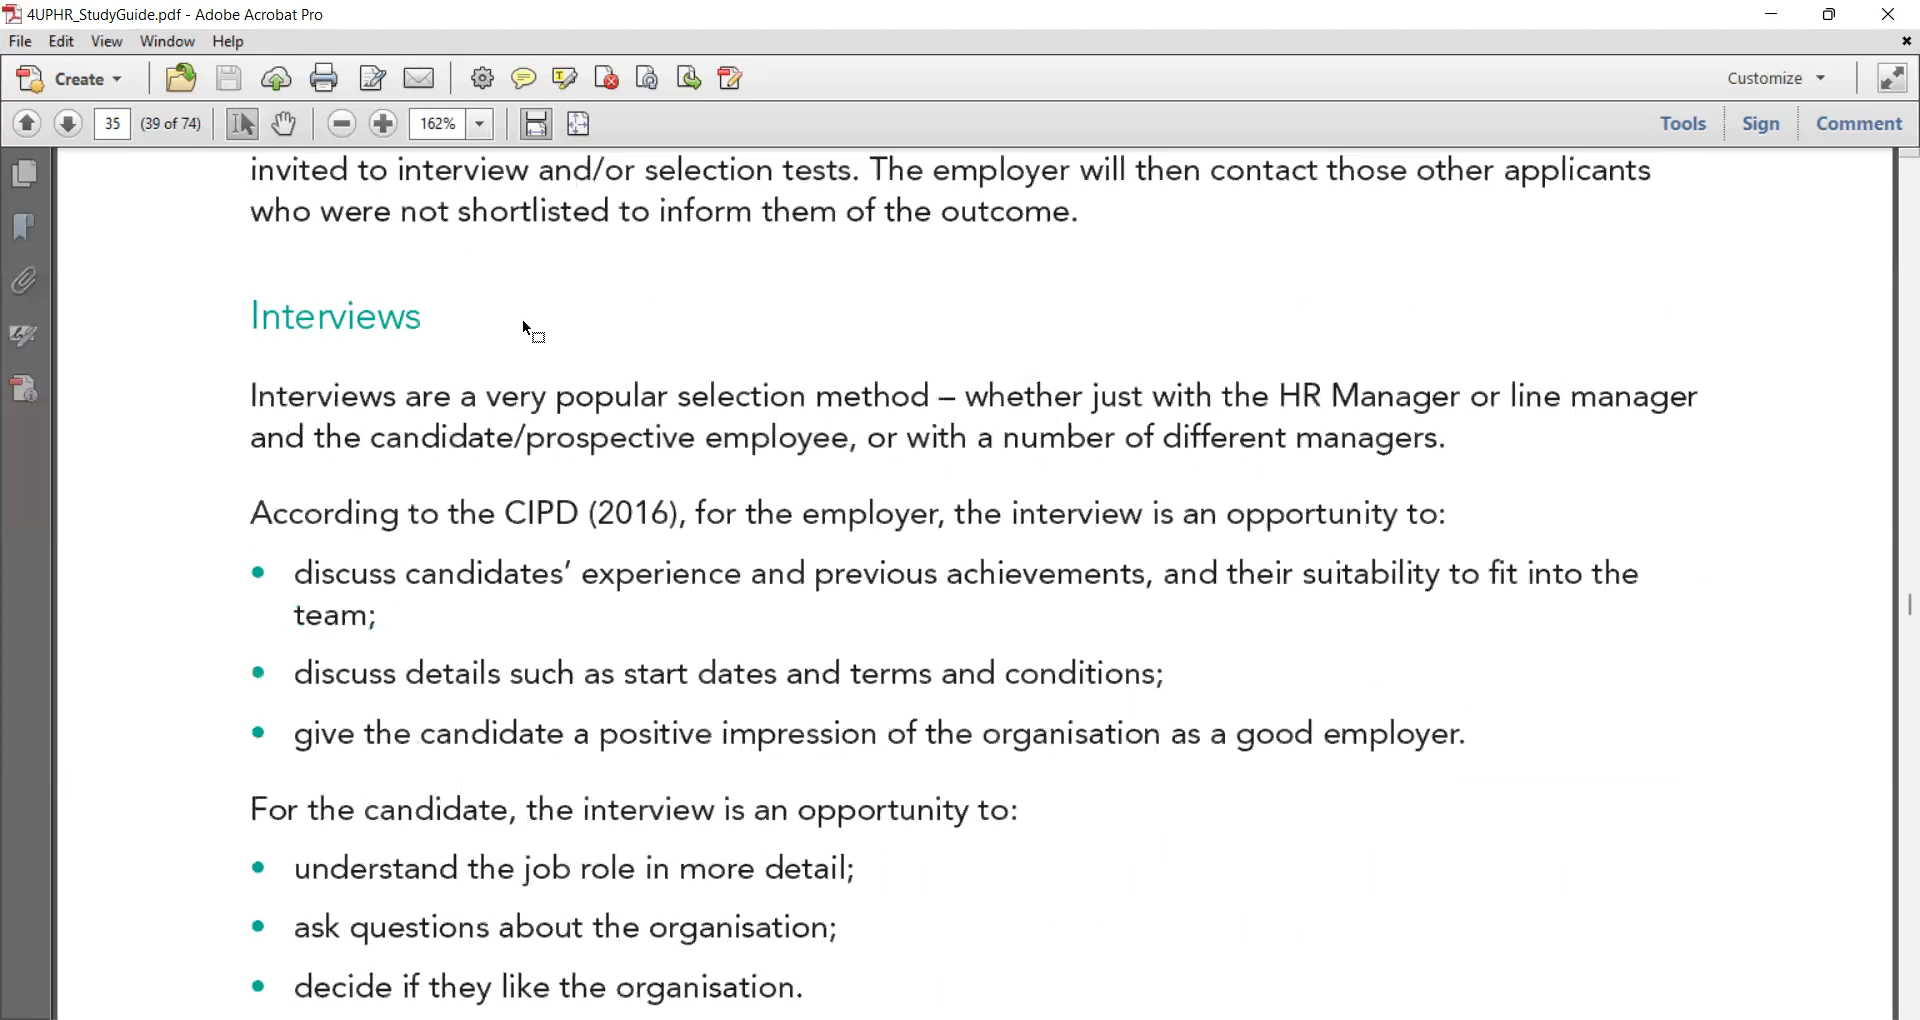 4UPHR_StudyGuide.pdf - Adobe Acrobat Pro
File Edit View Window Help
Create Customize
35 (39 of 74) 162% Tools Sign Comment
invited to interview and/or selection tests. The employer will then contact those other applicants
who were not shortlisted to inform them of the outcome.
Interviews
Interviews are a very popular selection method – whether just with the HR Manager or line manager
and the candidate/prospective employee, or with a number of different managers.
According to the CIPD (2016), for the employer, the interview is an opportunity to:
• discuss candidates’ experience and previous achievements, and their suitability to fit into the
team;
• discuss details such as start dates and terms and conditions;
• give the candidate a positive impression of the organisation as a good employer.
For the candidate, the interview is an opportunity to:
• understand the job role in more detail;
• ask questions about the organisation;
• decide if they like the organisation.